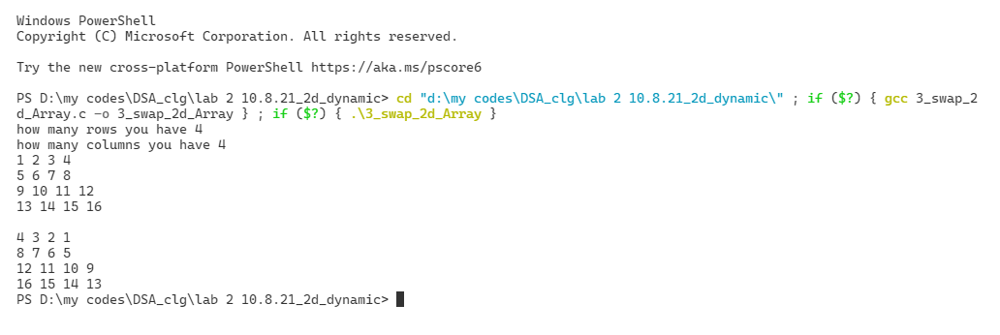 Windows PowerShell
Copyright (C) Microsoft Corporation. All rights reserved.
Try the new cross-platform PowerShell https://aka.ms/pscore6
PS D:\my codes\DSA_clg\lab 2 10.8.21_2d_dynamic> cd "d:\my codes\DSA_clg\lab 2 10.8.21_2d_dynamic\" ; if ($?) { gcc 3_swap_2
d_Array.c -o 3_swap_2d_Array } ; if ($?) { .\3_swap_2d_Array }
how many rows you have 4
how many columns you have 4
1 2 3 4
5 6 7 8
9 10 11 12
13 14 15 16
4 3 2 1
8 7 6 5
12 11 10 9
16 15 14 13
PS D:\my codes\DSA_clg\lab 2 10.8.21_2d_dynamic>